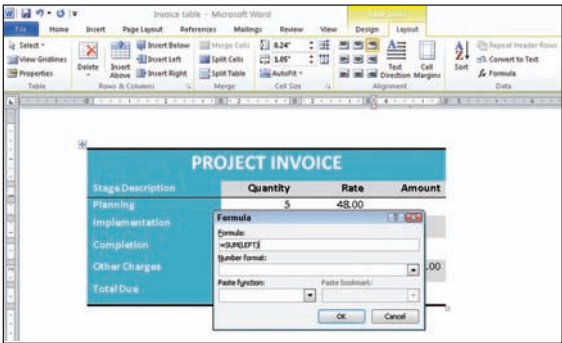 Invoice table - Microsoft Word
File Home Insert Page Layout References Mailings Review View Design Layout
Select
View Gridlines
Properties
Table
Delete
Insert Above
Insert Below
Insert Left
Insert Right
Rows & Columns
Merge Cells
Split Cells
Split Table
Merge
0.24"
1.05"
AutoFit
Cell Size
Text Direction
Cell Margins
Alignment
Sort
Repeat Header Rows
Convert to Text
Formula
Data
PROJECT INVOICE
Stage Description Quantity Rate Amount
Planning 5 48.00
Implementation
Completion
Other Charges .00
Total Due
Formula
Formula:
=SUM(LEFT)
Number format:
Paste function: Paste bookmark:
OK Cancel